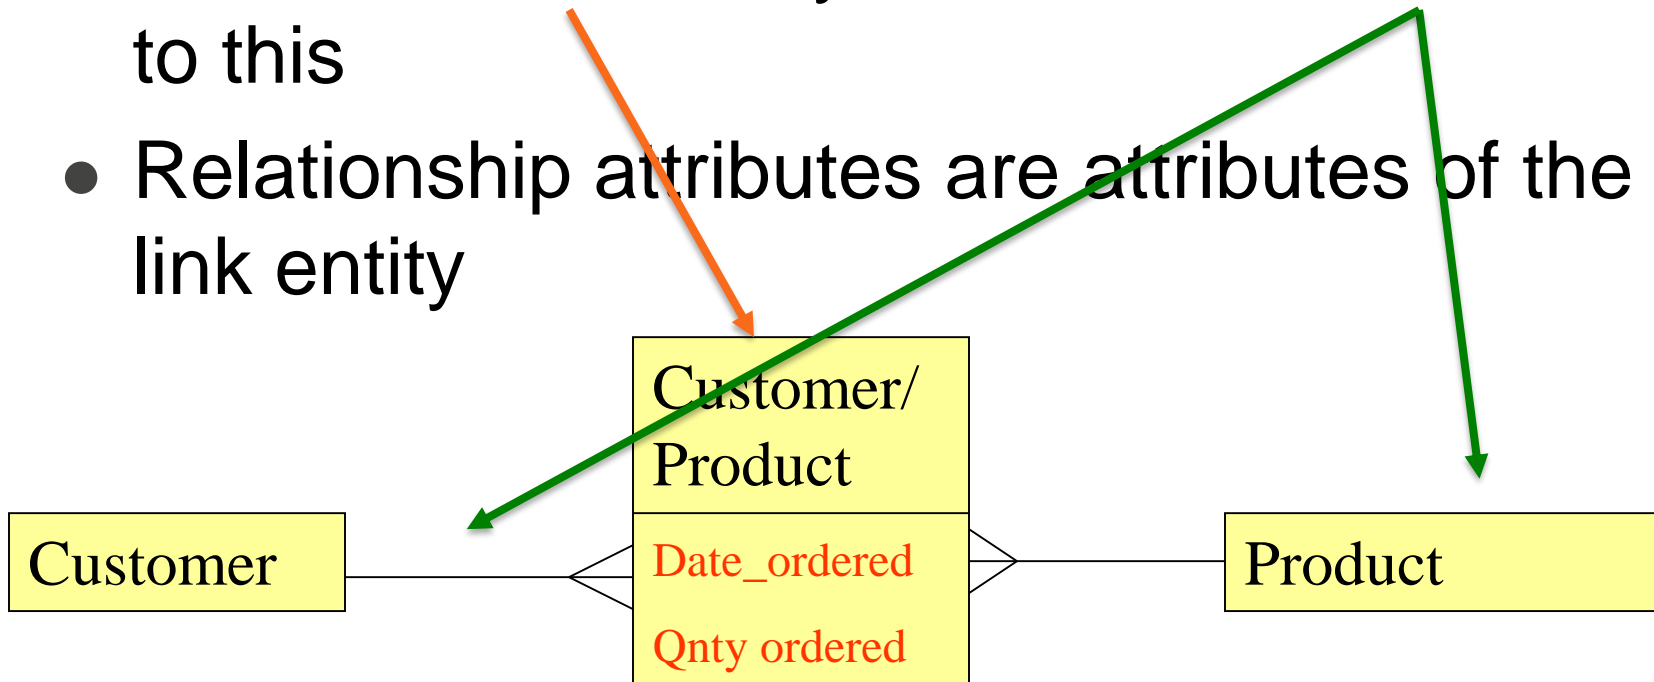 to this
● Relationship attributes are attributes of the
link entity
Customer/
Product
Customer
Date_ordered
Product
Qnty ordered